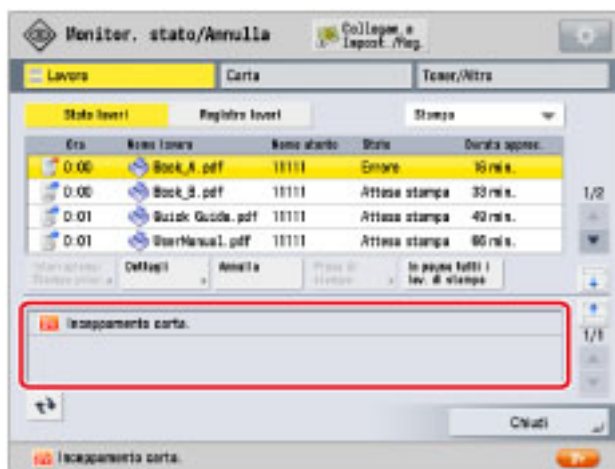 Monitor. stato/Annulla
Collegam. a
Impost./Reg.
Lavoro
Carta
Toner/Altro
Stato lavori
Registro lavori
Stampa
Ora Nome lavoro Nome utente Stato Durata appros.
0:00 Book_A.pdf 11111 Errore 16 min.
0:00 Book_B.pdf 11111 Attesa stampa 33 min.
0:01 Quick Guide.pdf 11111 Attesa stampa 49 min.
0:01 UserManual.pdf 11111 Attesa stampa 66 min.
1/2
Dettagli
Annulla
In pausa tutti i
lav. di stampa
Inceppamento carta.
1/1
Chiudi
Inceppamento carta.